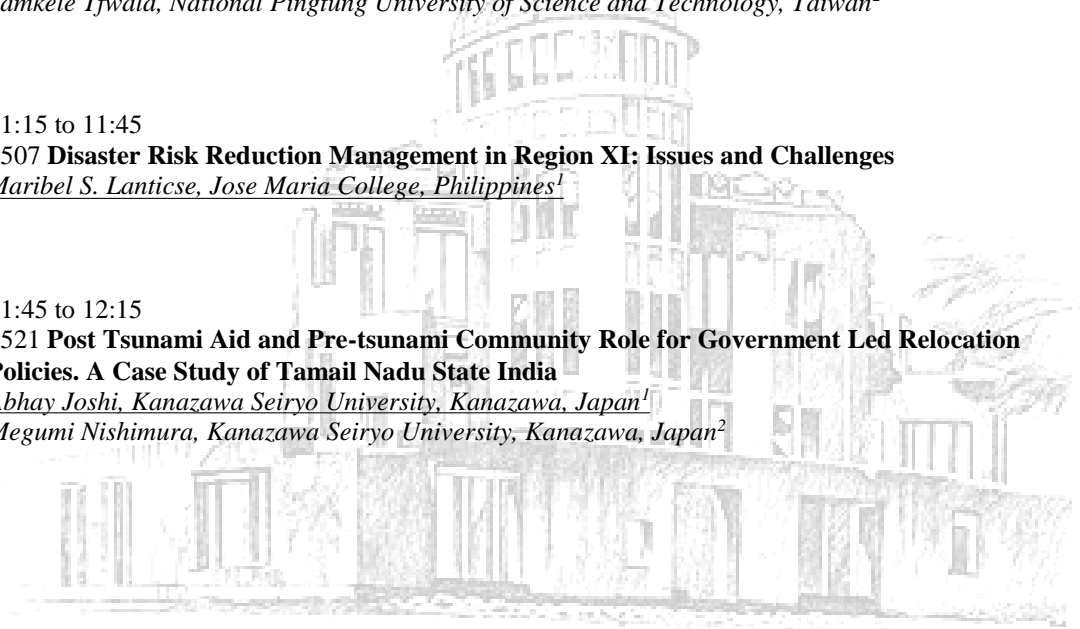 amkele Tfwala, National Pingtung University of Science and Technology, Taiwan²
1:15 to 11:45
507 Disaster Risk Reduction Management in Region XI: Issues and Challenges
Maribel S. Lanticse, Jose Maria College, Philippines¹
1:45 to 12:15
521 Post Tsunami Aid and Pre-tsunami Community Role for Government Led Relocation
Policies. A Case Study of Tamail Nadu State India
Abhay Joshi, Kanazawa Seiryo University, Kanazawa, Japan¹
Megumi Nishimura, Kanazawa Seiryo University, Kanazawa, Japan²